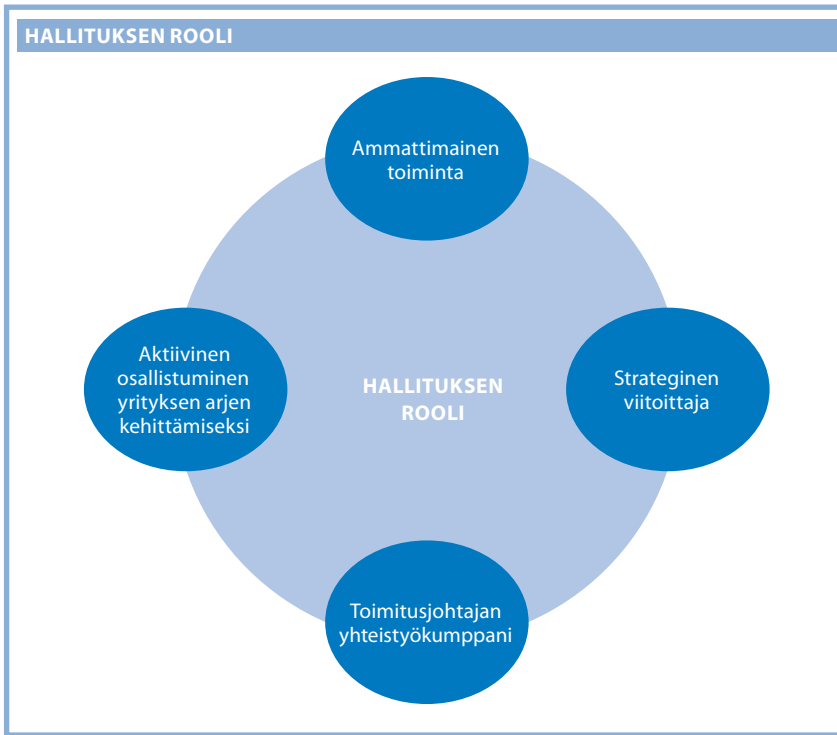 HALLITUKSEN ROOLI
Ammattimainen
toiminta
Aktiivinen
osallistuminen
yrityksen arjen
kehittämiseksi
HALLITUKSEN
ROOLI
Strateginen
viitoittaja
Toimitusjohtajan
yhteistyökumppani